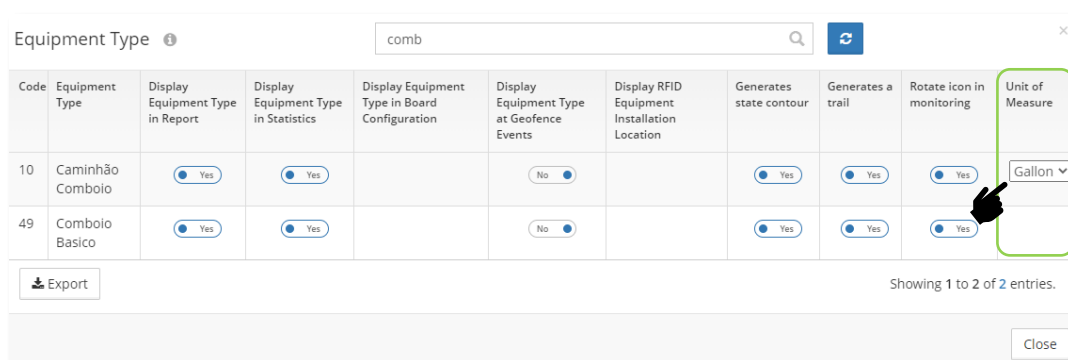 Equipment Type
comb
Code
Equipment
Type
Display
Equipment Type
in Report
Display
Equipment Type
in Statistics
Display Equipment
Type in Board
Configuration
Display
Equipment Type
at Geofence
Events
Display RFID
Equipment
Installation
Location
Generates
state contour
Generates a
trail
Rotate icon in
monitoring
Unit of
Measure
10
Caminhão
Comboio
Yes
Yes
No
Yes
Yes
Yes
Gallon
49
Comboio
Basico
Yes
Yes
No
Yes
Yes
Yes
Export
Showing 1 to 2 of 2 entries.
Close